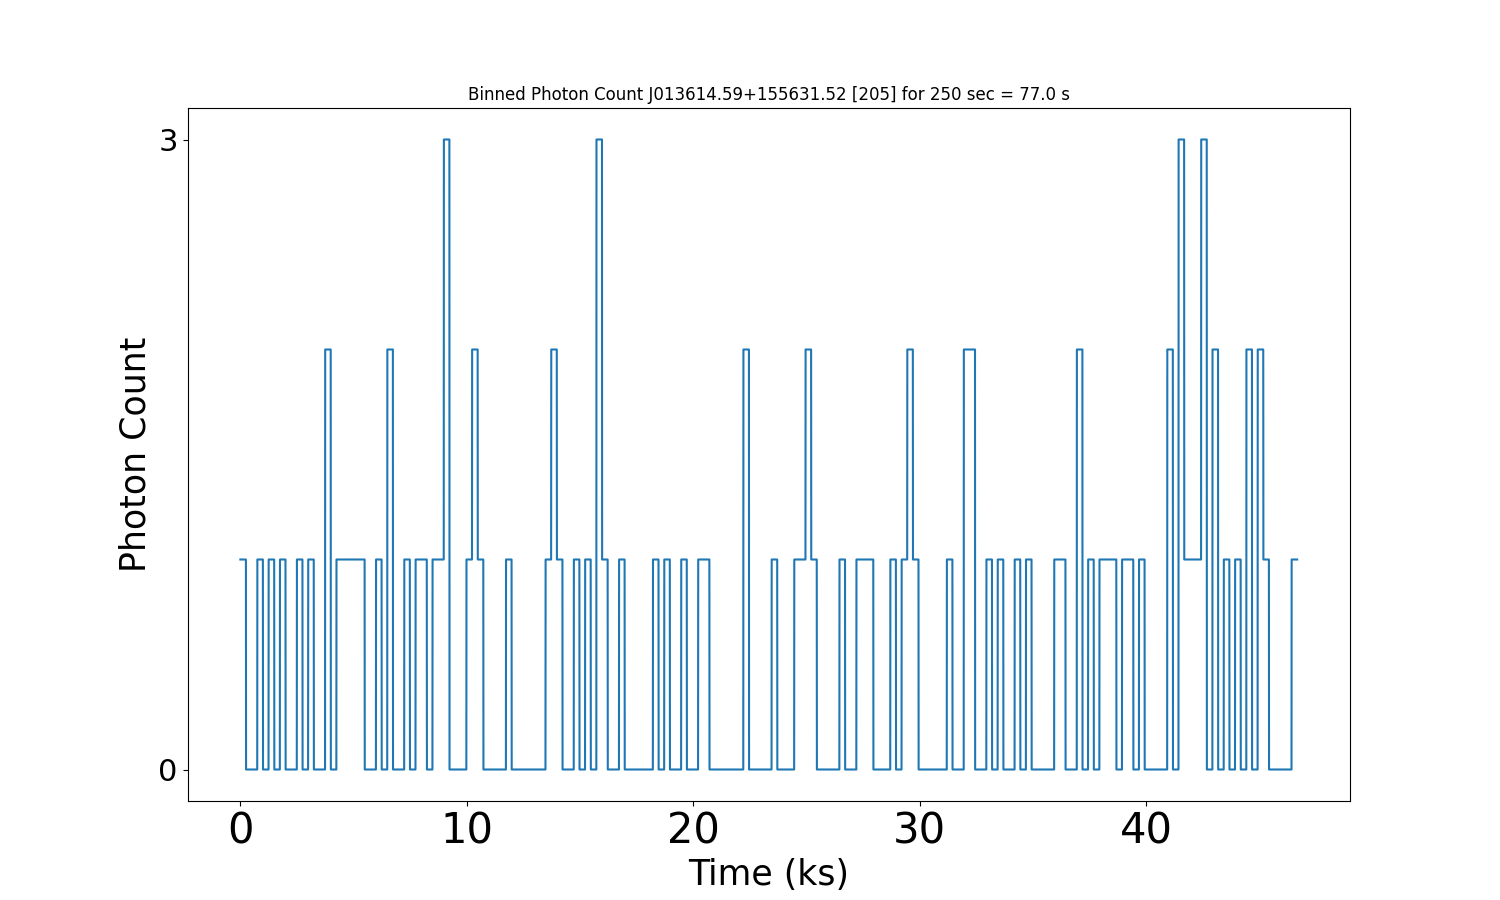 Binned Photon Count J013614.59+155631.52 [205] for 250 sec = 77.0 s
3
Photon Count
0
0 10 20 30 40
Time (ks)